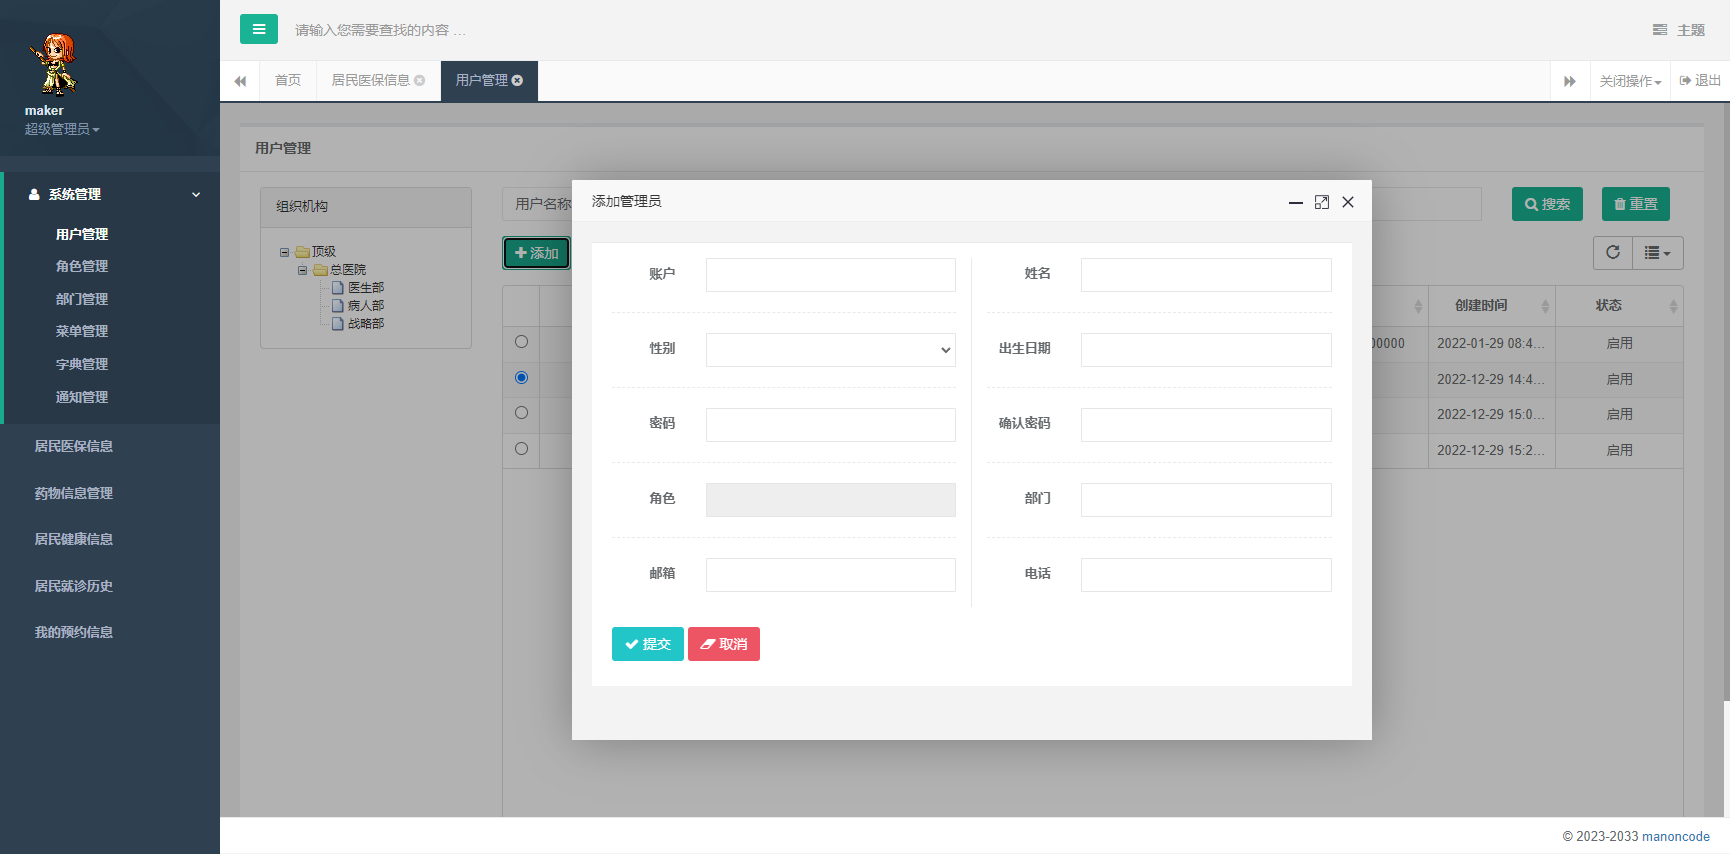 maker
超级管理员
系统管理
用户管理
角色管理
部门管理
菜单管理
字典管理
通知管理
居民医保信息
药物信息管理
居民健康信息
居民就诊历史
我的预约信息
请输入您需要查找的内容 …
主题
首页
居民医保信息
用户管理
关闭操作
退出
用户管理
组织机构
顶级
总医院
医生部
病人部
战略部
用户名称
搜索
重置
添加
创建时间
状态
00000
2022-01-29 08:4...
启用
2022-12-29 14:4...
启用
2022-12-29 15:0...
启用
2022-12-29 15:2...
启用
添加管理员
账户
姓名
性别
出生日期
密码
确认密码
角色
部门
邮箱
电话
提交
取消
© 2023-2033 manoncode